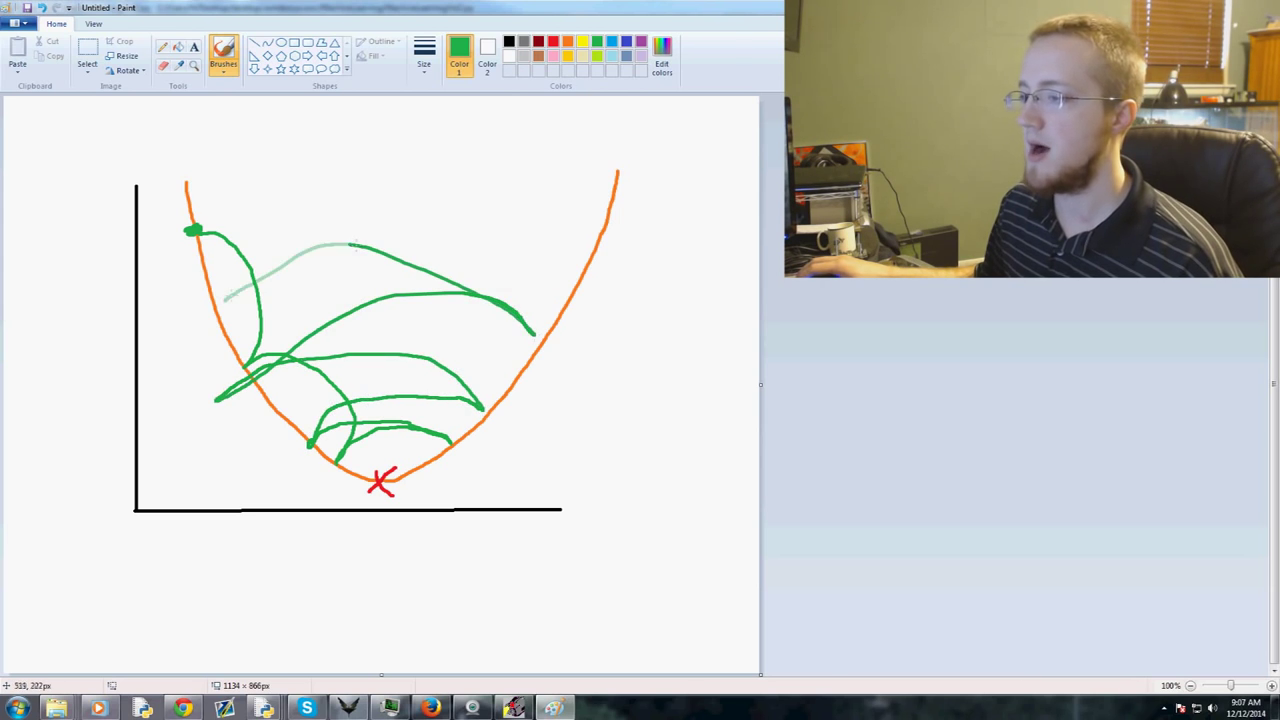 Untitled - Paint
Home
View
Paste
Cut
Copy
Clipboard
Select
Crop
Resize
Rotate
Image
Tools
A
Brushes
Shapes
Outline
Fill
Size
Color 1
Color 2
Edit colors
Colors
519, 222px
1134 × 866px
100%
9:07 AM
12/12/2014